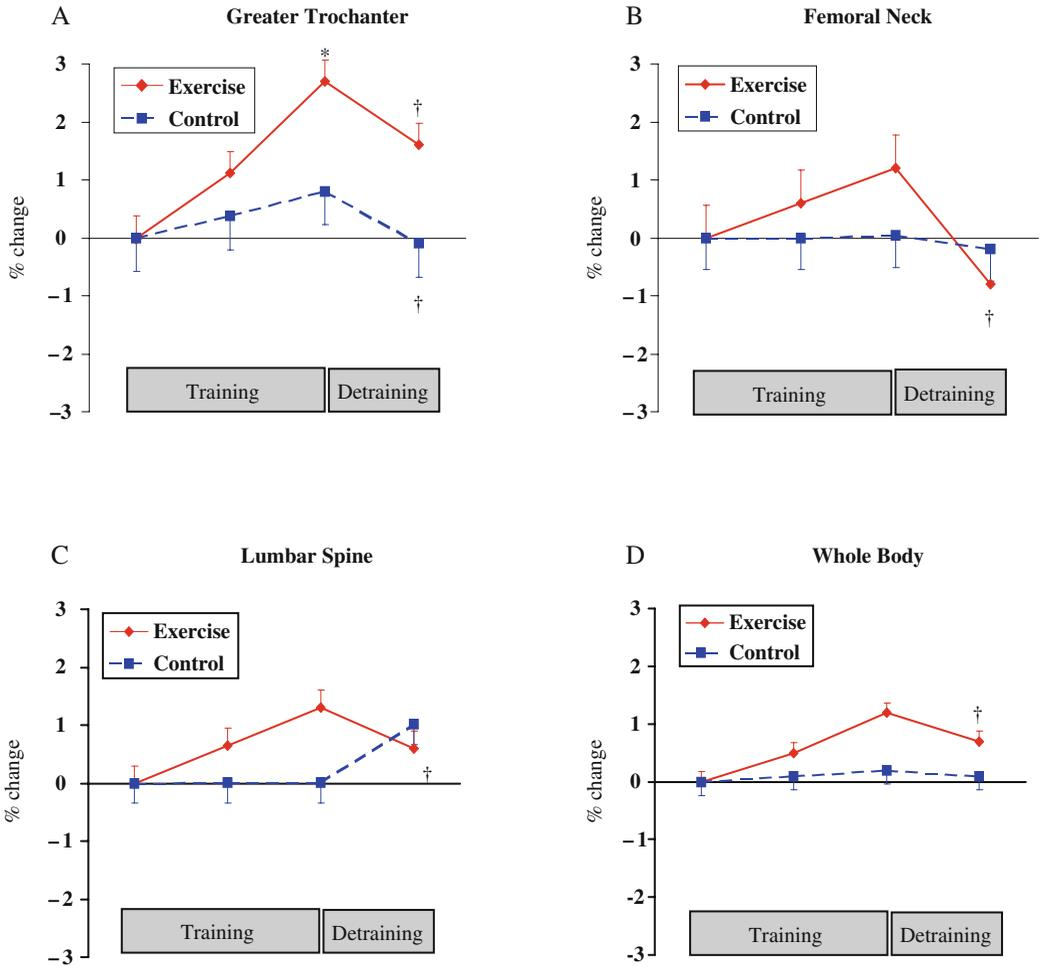 A Greater Trochanter
3
2
1
0
−1
−2
−3
% change
Exercise
Control
*
†
†
Training
Detraining
B Femoral Neck
3
2
1
0
−1
−2
−3
% change
Exercise
Control
†
Training
Detraining
C Lumbar Spine
3
2
1
0
−1
−2
−3
% change
Exercise
Control
†
Training
Detraining
D Whole Body
3
2
1
0
−1
-2
-3
% change
Exercise
Control
†
Training
Detraining